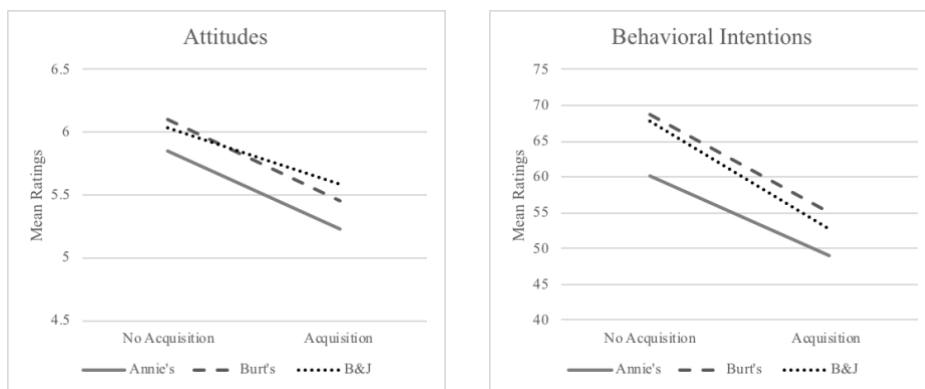 Attitudes
6.5
6
5.5
5
4.5
Mean Ratings
No Acquisition Acquisition
Annie's Burt's B&J
Behavioral Intentions
75
70
65
60
55
50
45
40
Mean Ratings
No Acquisition Acquisition
Annie's Burt's B&J